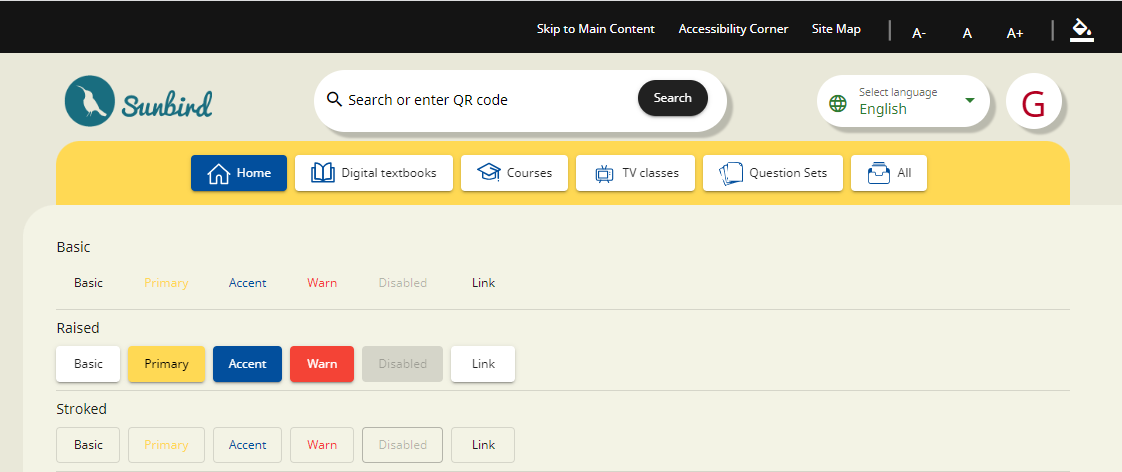 Skip to Main Content Accessibility Corner Site Map A- A A+
Sunbird
Search or enter QR code Search
Select language
English
G
Home Digital textbooks Courses TV classes Question Sets All
Basic
Basic Primary Accent Warn Disabled Link
Raised
Basic Primary Accent Warn Disabled Link
Stroked
Basic Primary Accent Warn Disabled Link